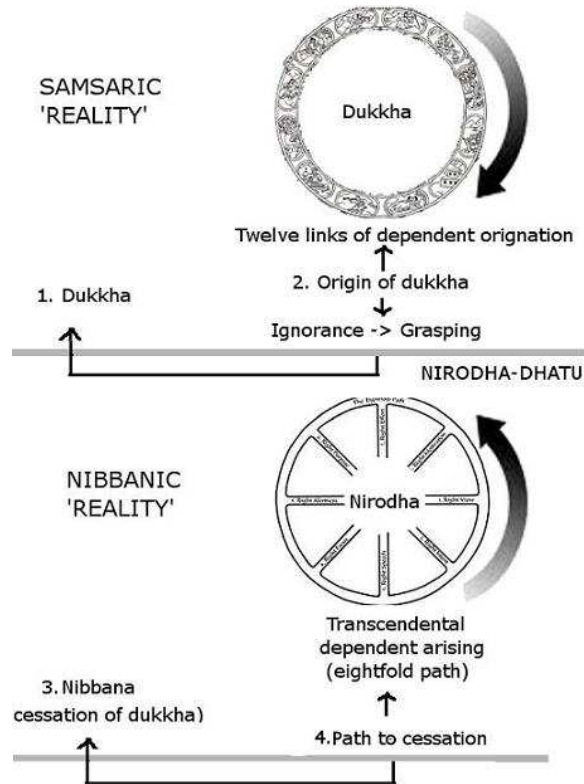 SAMSARIC
'REALITY'
Dukkha
Twelve links of dependent orignation
2. Origin of dukkha
1. Dukkha
Ignorance -> Grasping
NIRODHA-DHATU
NIBBANIC
'REALITY'
Nirodha
Transcendental
dependent arising
(eightfold path)
3. Nibbana
cessation of dukkha)
4.Path to cessation